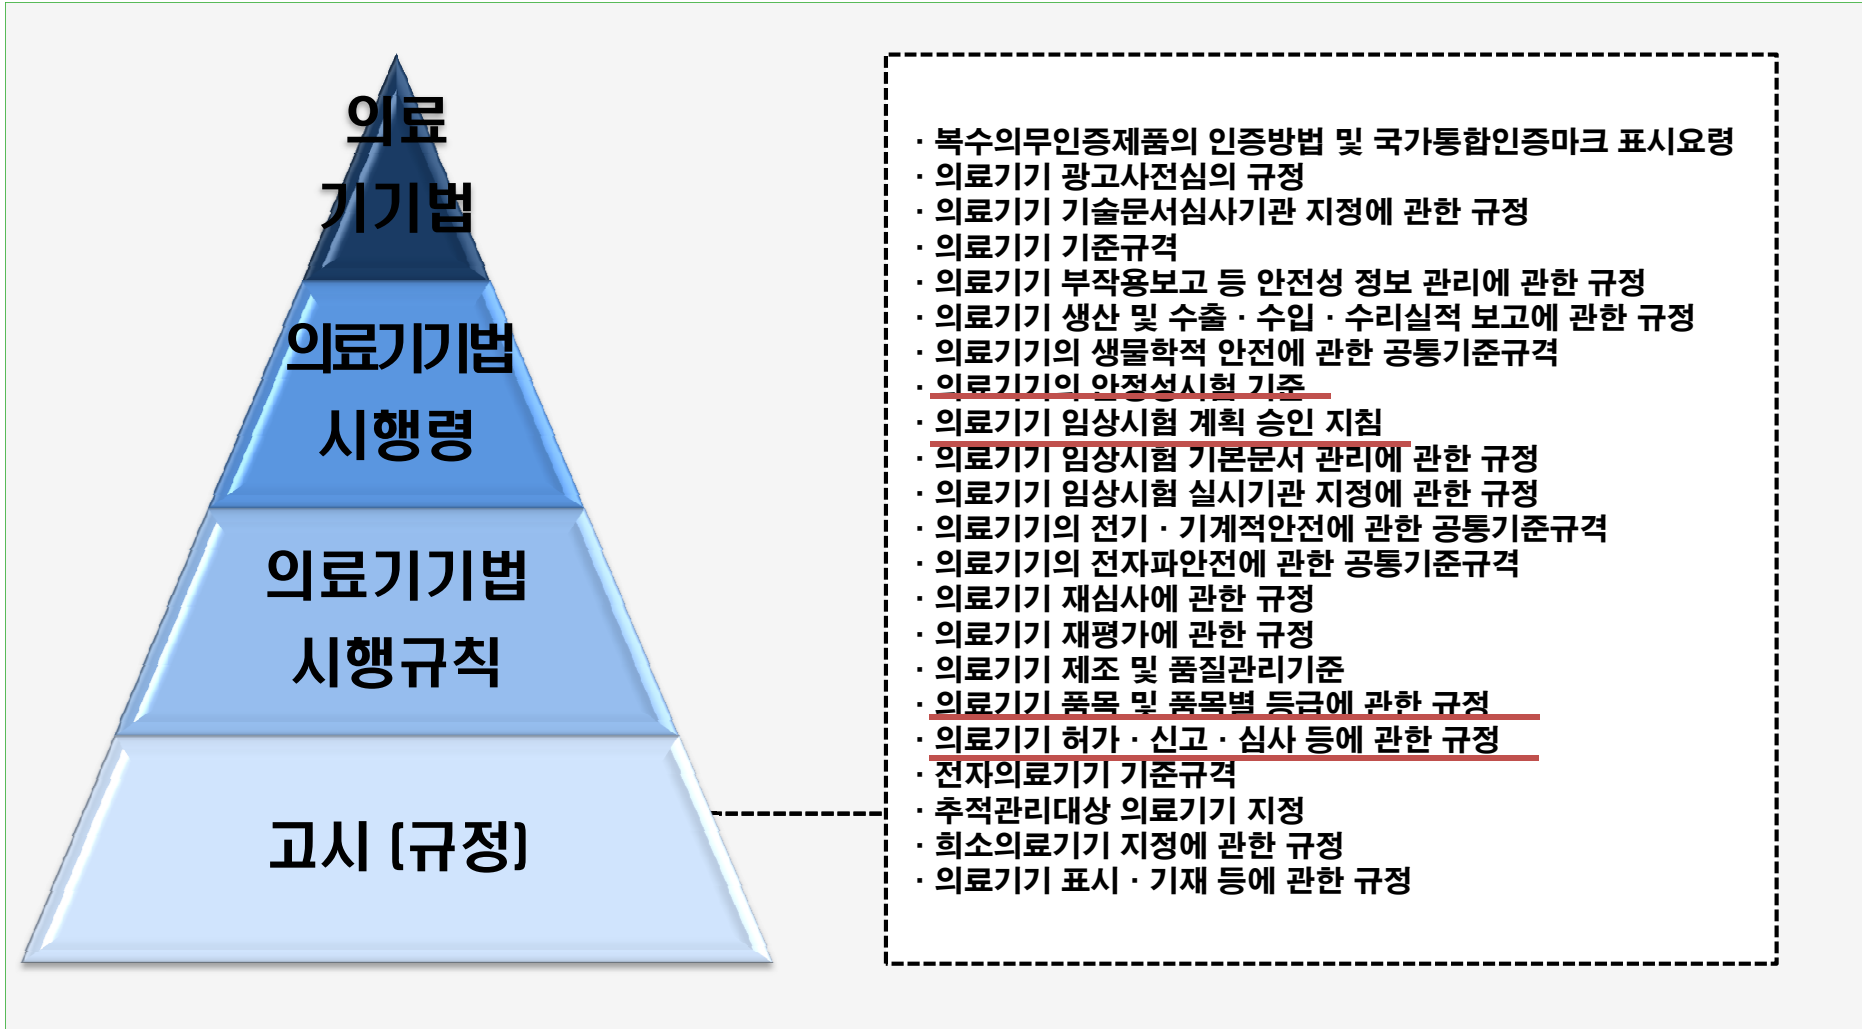 의료
기기법
의료기기법
시행령
의료기기법
시행규칙
고시 (규정)
· 복수의무인증제품의 인증방법 및 국가통합인증마크 표시요령
· 의료기기 광고사전심의 규정
· 의료기기 기술문서심사기관 지정에 관한 규정
· 의료기기 기준규격
· 의료기기 부작용보고 등 안전성 정보 관리에 관한 규정
· 의료기기 생산 및 수출 · 수입 · 수리실적 보고에 관한 규정
· 의료기기의 생물학적 안전에 관한 공통기준규격
· 의료기기의 안정성시험 기준
· 의료기기 임상시험 계획 승인 지침
· 의료기기 임상시험 기본문서 관리에 관한 규정
· 의료기기 임상시험 실시기관 지정에 관한 규정
· 의료기기의 전기 · 기계적안전에 관한 공통기준규격
· 의료기기의 전자파안전에 관한 공통기준규격
· 의료기기 재심사에 관한 규정
· 의료기기 재평가에 관한 규정
· 의료기기 제조 및 품질관리기준
· 의료기기 품목 및 품목별 등급에 관한 규정
· 의료기기 허가 · 신고 · 심사 등에 관한 규정
· 전자의료기기 기준규격
· 추적관리대상 의료기기 지정
· 희소의료기기 지정에 관한 규정
· 의료기기 표시 · 기재 등에 관한 규정